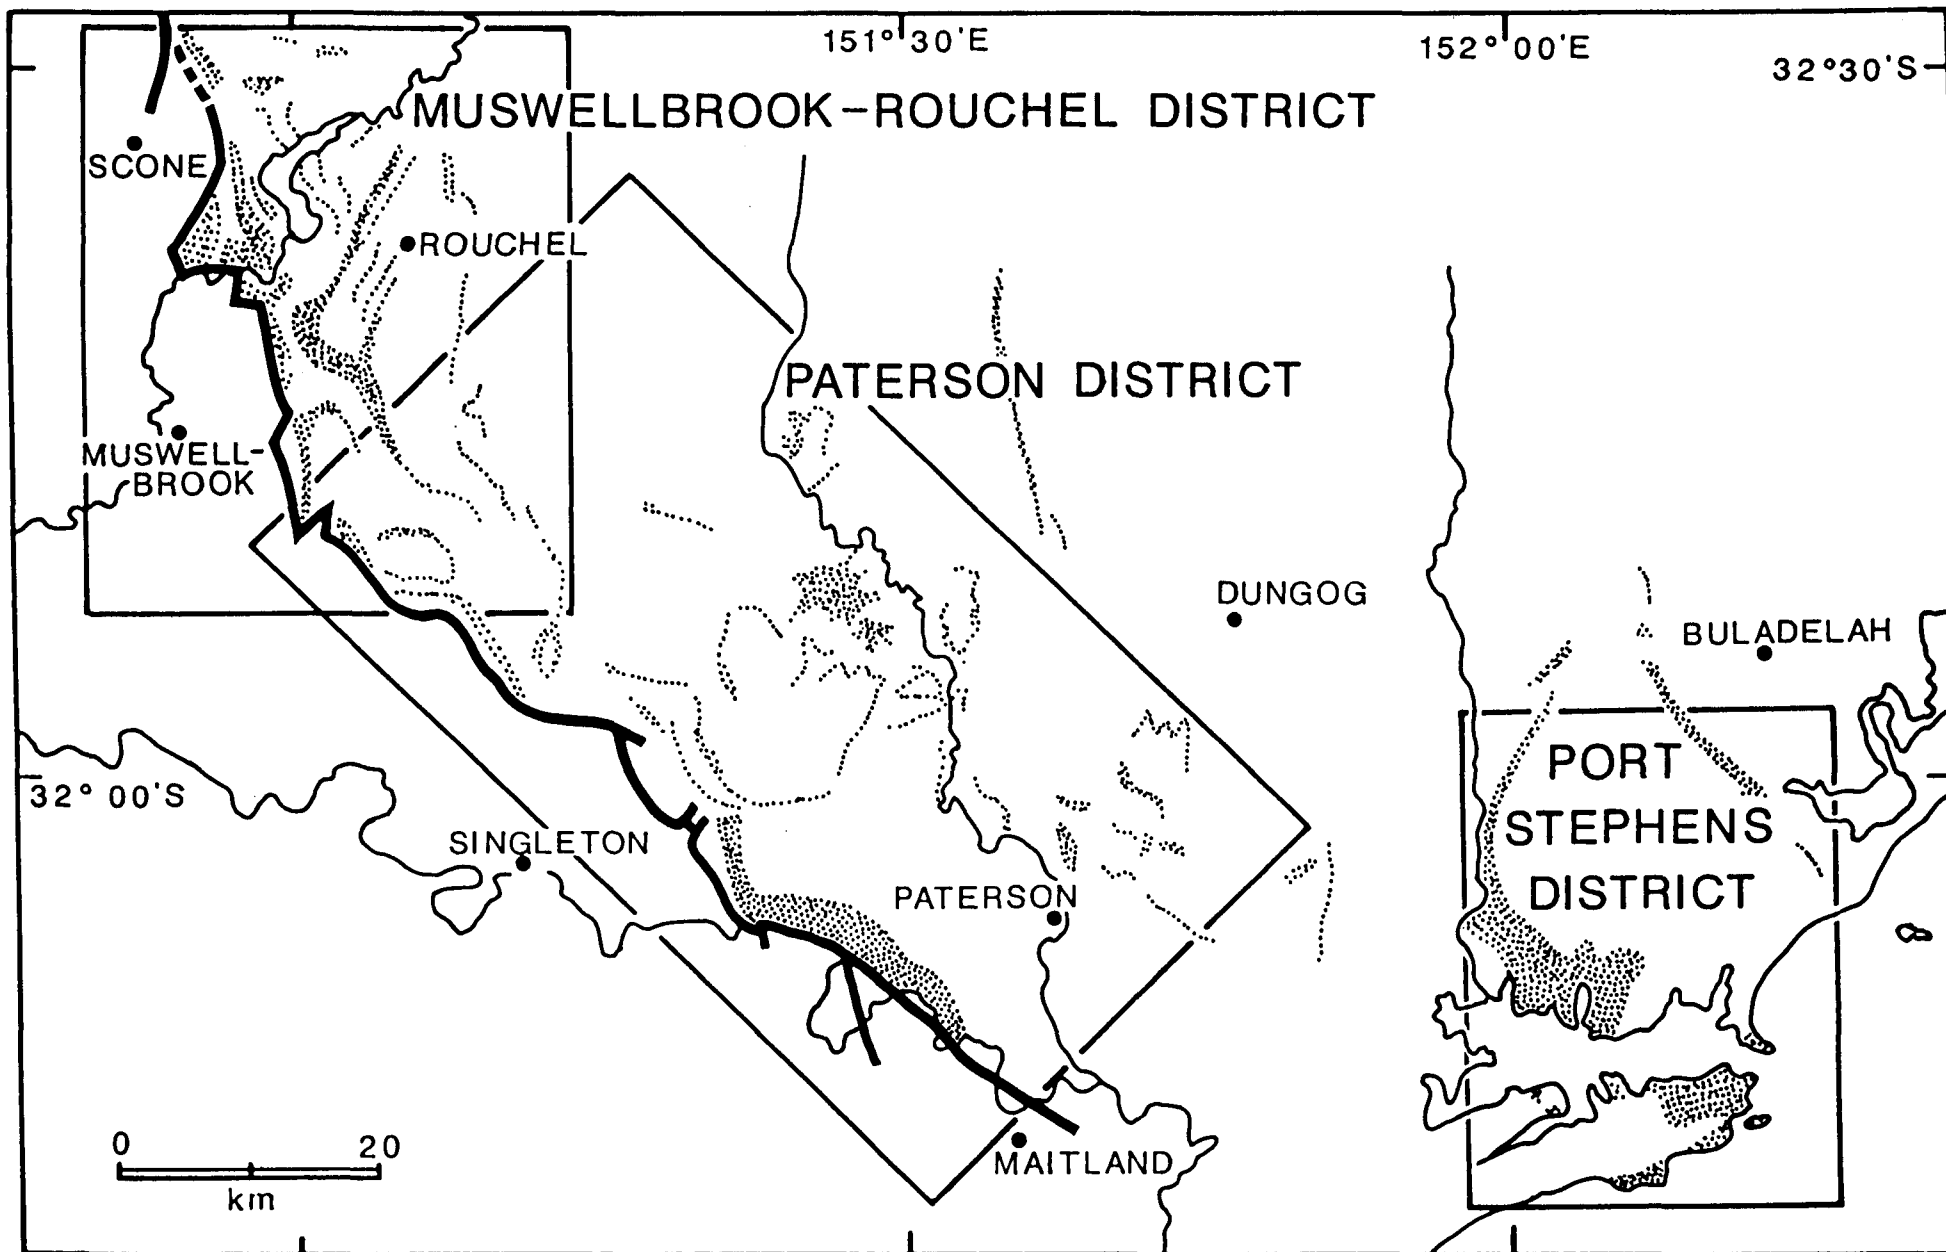 151°30'E
152°00'E
32°30'S
MUSWELLBROOK–ROUCHEL DISTRICT
SCONE
ROUCHEL
PATERSON DISTRICT
MUSWELL-
BROOK
DUNGOG
BULADELAH
PORT
STEPHENS
DISTRICT
32° 00'S
SINGLETON
PATERSON
MAITLAND
0 20
km